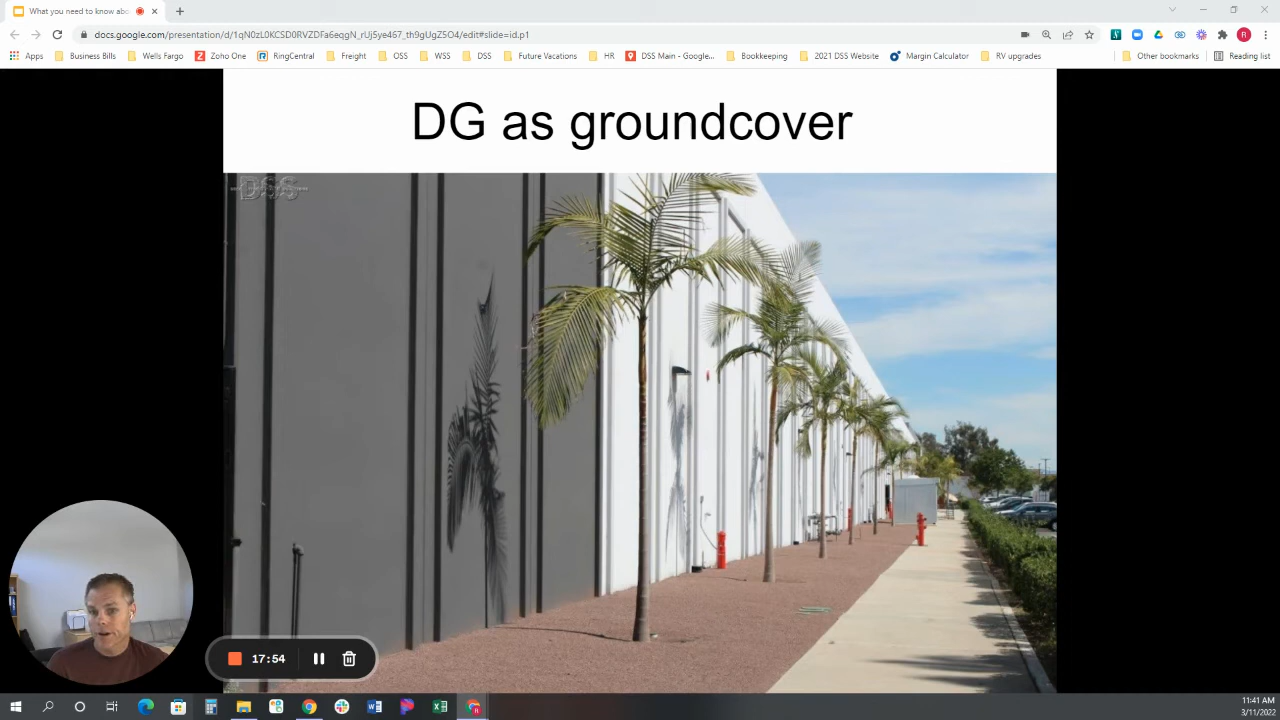 What you need to know abo
docs.google.com/presentation/d/1qN0zL0KCSD0RVZDFa6eqgN_rUj5ye467_th9gUgZ5O4/edit#slide=id.p1
R
Apps Business Bills Wells Fargo Zoho One RingCentral Freight OSS WSS DSS Future Vacations HR DSS Main - Google... Bookkeeping 2021 DSS Website Margin Calculator RV upgrades Other bookmarks Reading list
DG as groundcover
DSS
17:54
11:41 AM
3/11/2022